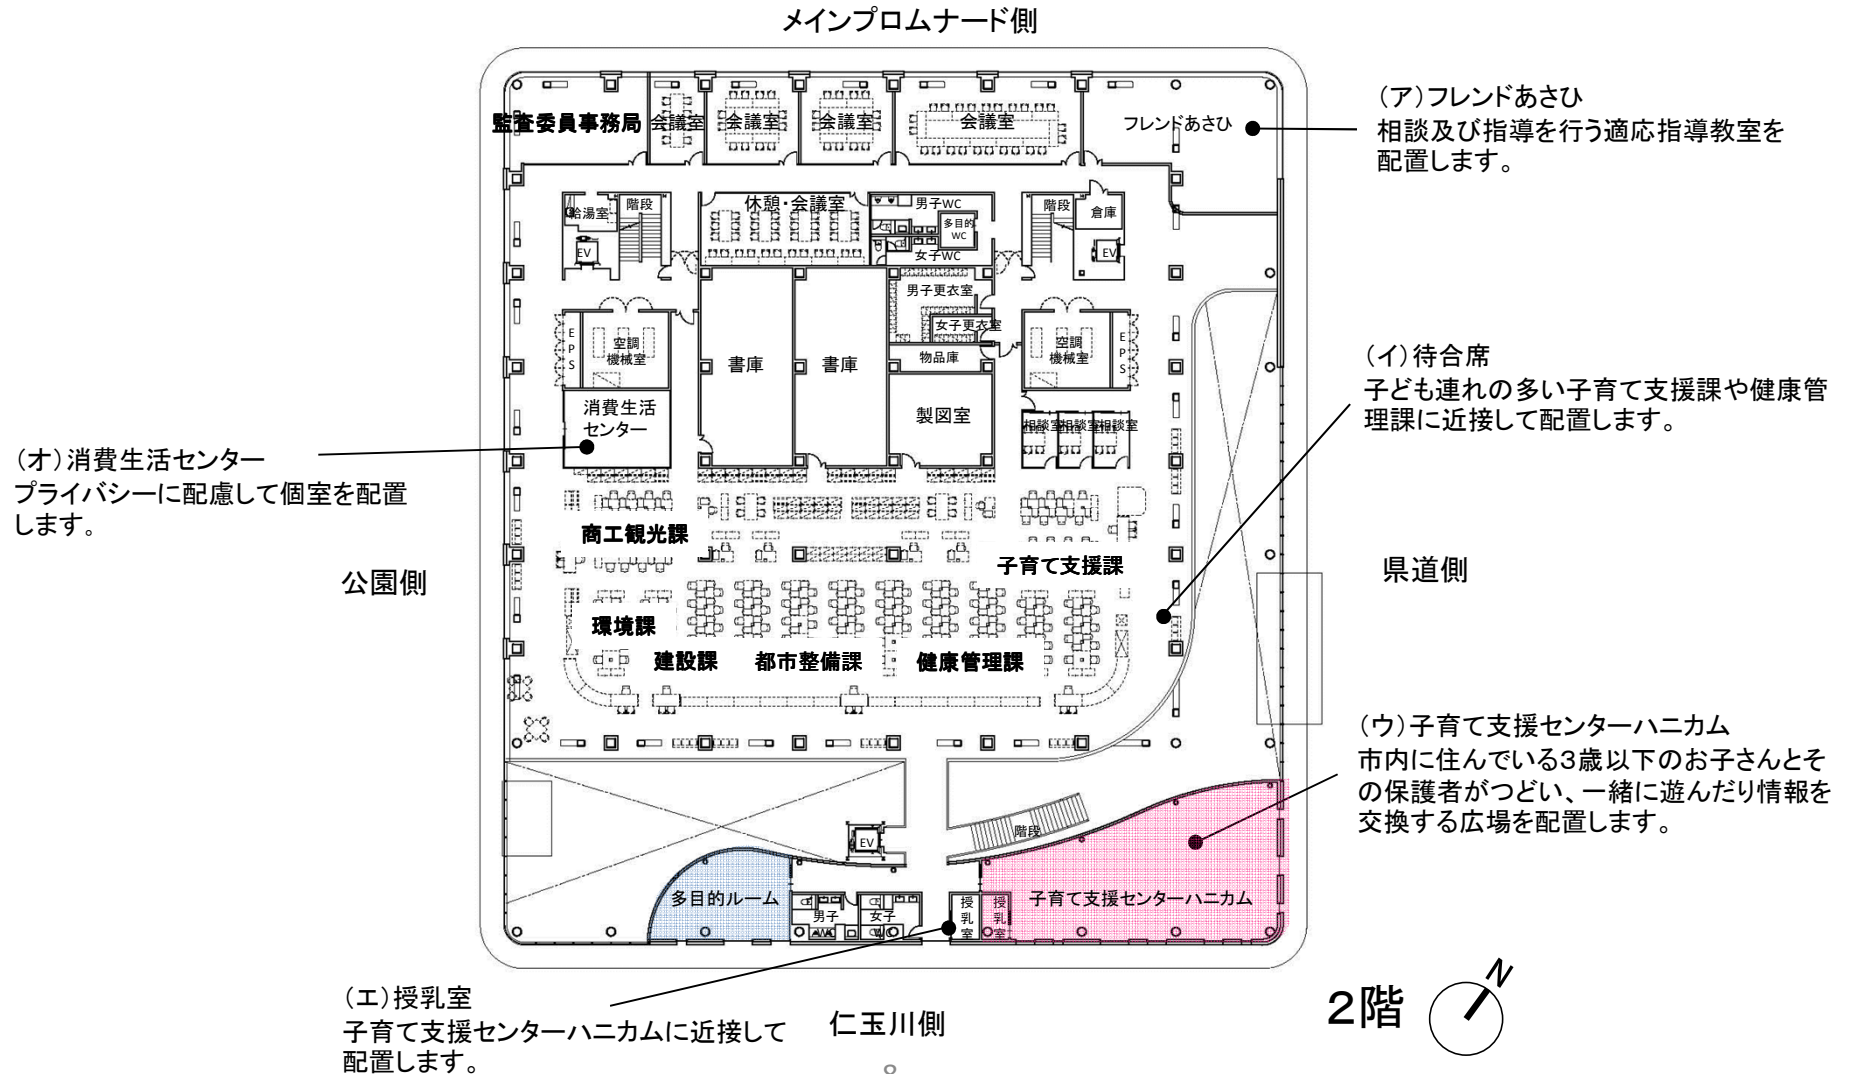 メインプロムナード側
監査委員事務局
会議室
会議室
会議室
会議室
フレンドあさひ
（ア）フレンドあさひ
相談及び指導を行う適応指導教室を
配置します。
給湯室
階段
休憩・会議室
男子WC
多目的
WC
女子WC
階段
倉庫
EV
EV
男子更衣室
女子更衣室
EPS
空調
機械室
書庫
書庫
物品庫
空調
機械室
EPS
製図室
消費生活
センター
相談室
相談室
相談室
（イ）待合席
子ども連れの多い子育て支援課や健康管
理課に近接して配置します。
（オ）消費生活センター
プライバシーに配慮して個室を配置
します。
商工観光課
子育て支援課
公園側
県道側
環境課
建設課
都市整備課
健康管理課
（ウ）子育て支援センターハニカム
市内に住んでいる３歳以下のお子さんとそ
の保護者がつどい、一緒に遊んだり情報を
交換する広場を配置します。
階段
EV
多目的ルーム
男子
WC
女子
WC
授乳室
授乳室
子育て支援センターハニカム
（エ）授乳室
子育て支援センターハニカムに近接して
配置します。
仁玉川側
２階
N